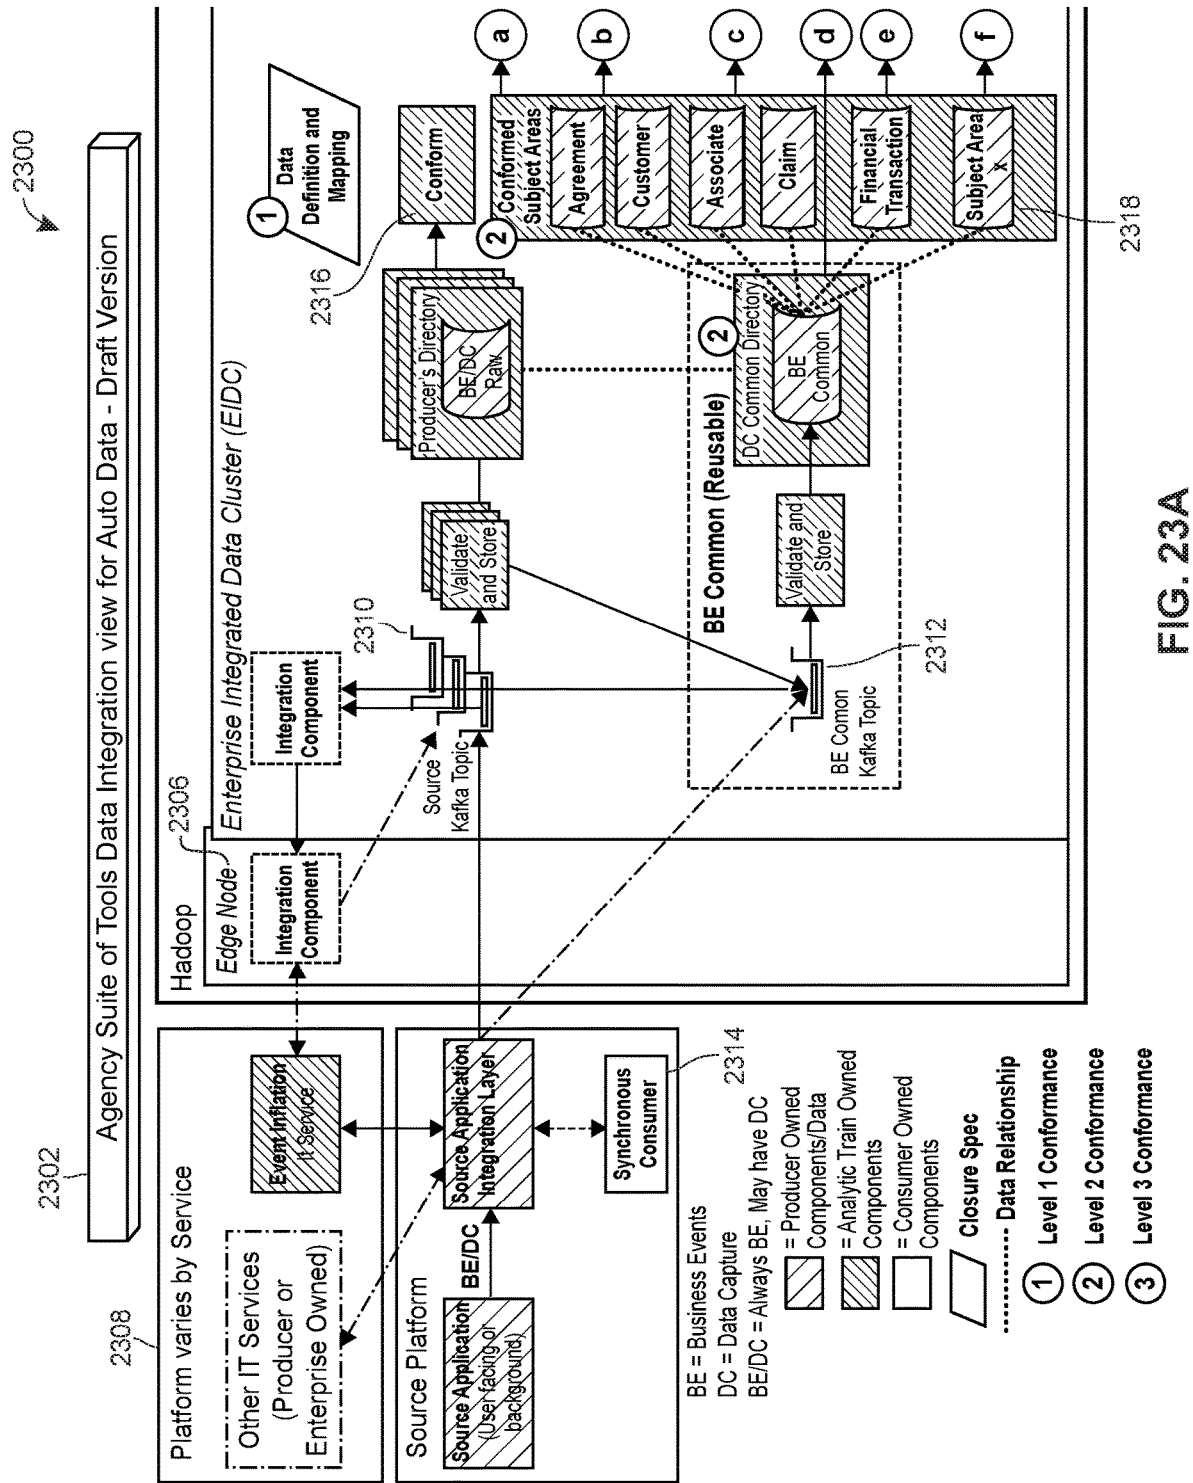 2300
2302
Agency Suite of Tools Data Integration view for Auto Data - Draft Version
2308
Platform varies by Service
Other IT Services
(Producer or
Enterprise Owned)
Event Inflation
It Service
Source Platform
Source Application
(User facing or
background)
BE/DC
Source Application
Integration Layer
Synchronous
Consumer
2314
BE = Business Events
DC = Data Capture
BE/DC = Always BE, May have DC
= Producer Owned
Components/Data
= Analytic Train Owned
Components
= Consumer Owned
Components
Closure Spec
Data Relationship
1 Level 1 Conformance
2 Level 2 Conformance
3 Level 3 Conformance
Hadoop
Edge Node
2306
Integration
Component
Enterprise Integrated Data Cluster (EIDC)
Integration
Component
2310
Source
Kafka Topic
Validate
and Store
Producer's Directory
BE/DC
Raw
2316
Conform
1
Data
Definition and
Mapping
BE Common (Reusable)
BE Comon
Kafka Topic
2312
Validate and
Store
2
DC Common Directory
BE
Common
2
Conformed
Subject Areas
Agreement
Customer
Associate
Claim
Financial
Transaction
Subject Areas
x
2318
a
b
c
d
e
f
FIG. 23A